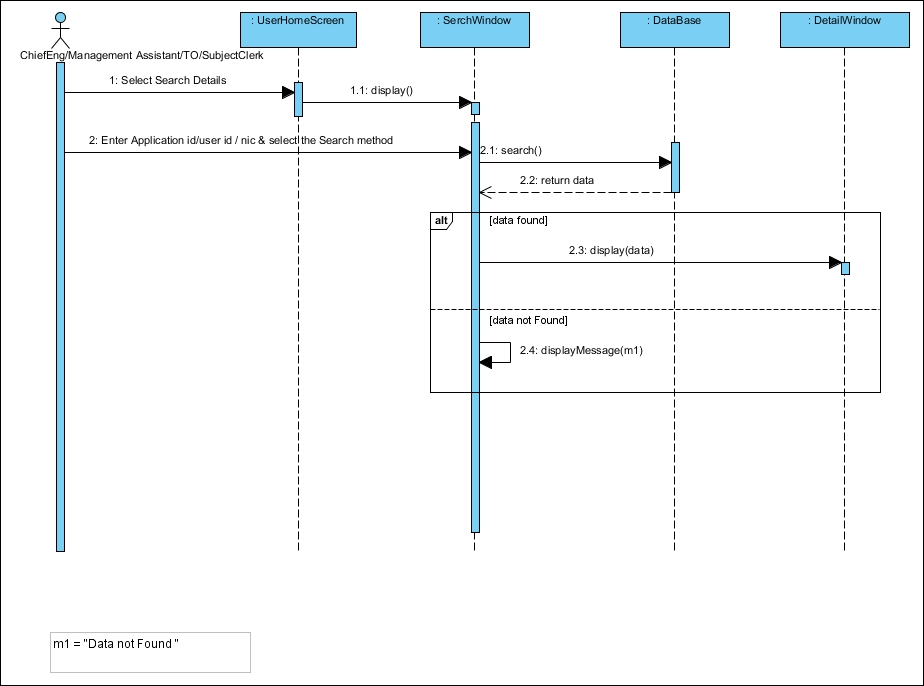 : UserHomeScreen
: SerchWindow
: DataBase
: DetailWindow
ChiefEng/Management Assistant/TO/SubjectClerk
1: Select Search Details
1.1: display()
2: Enter Application id/user id / nic & select the Search method
2.1: search()
2.2: return data
alt
[data found]
2.3: display(data)
[data not Found]
2.4: displayMessage(m1)
m1 = "Data not Found "